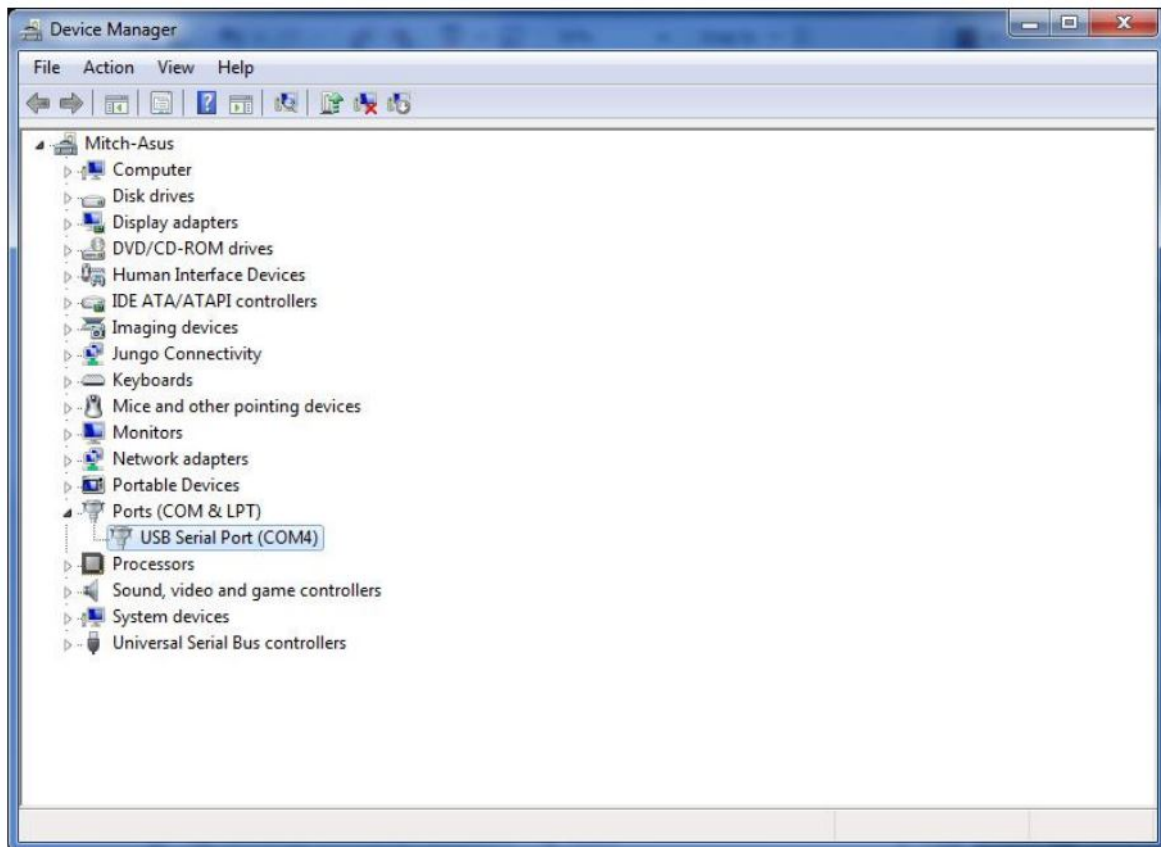 Device Manager
File Action View Help
Mitch-Asus
Computer
Disk drives
Display adapters
DVD/CD-ROM drives
Human Interface Devices
IDE ATA/ATAPI controllers
Imaging devices
Jungo Connectivity
Keyboards
Mice and other pointing devices
Monitors
Network adapters
Portable Devices
Ports (COM & LPT)
USB Serial Port (COM4)
Processors
Sound, video and game controllers
System devices
Universal Serial Bus controllers